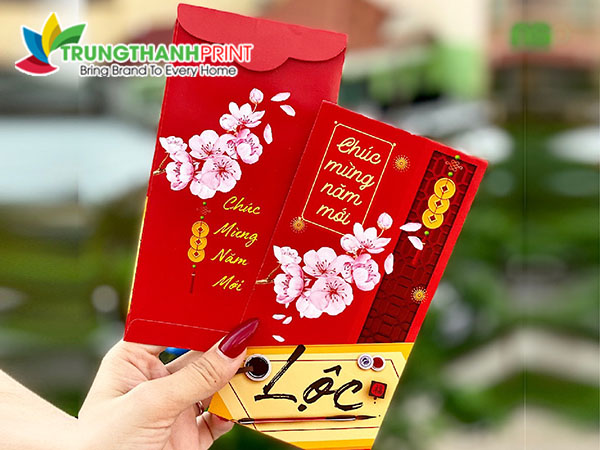 TRUNGTHANHPRINT
Bring Brand To Every Home
Chúc
Mừng
Năm
Mới
Chúc
mừng
năm
mới
Lộc